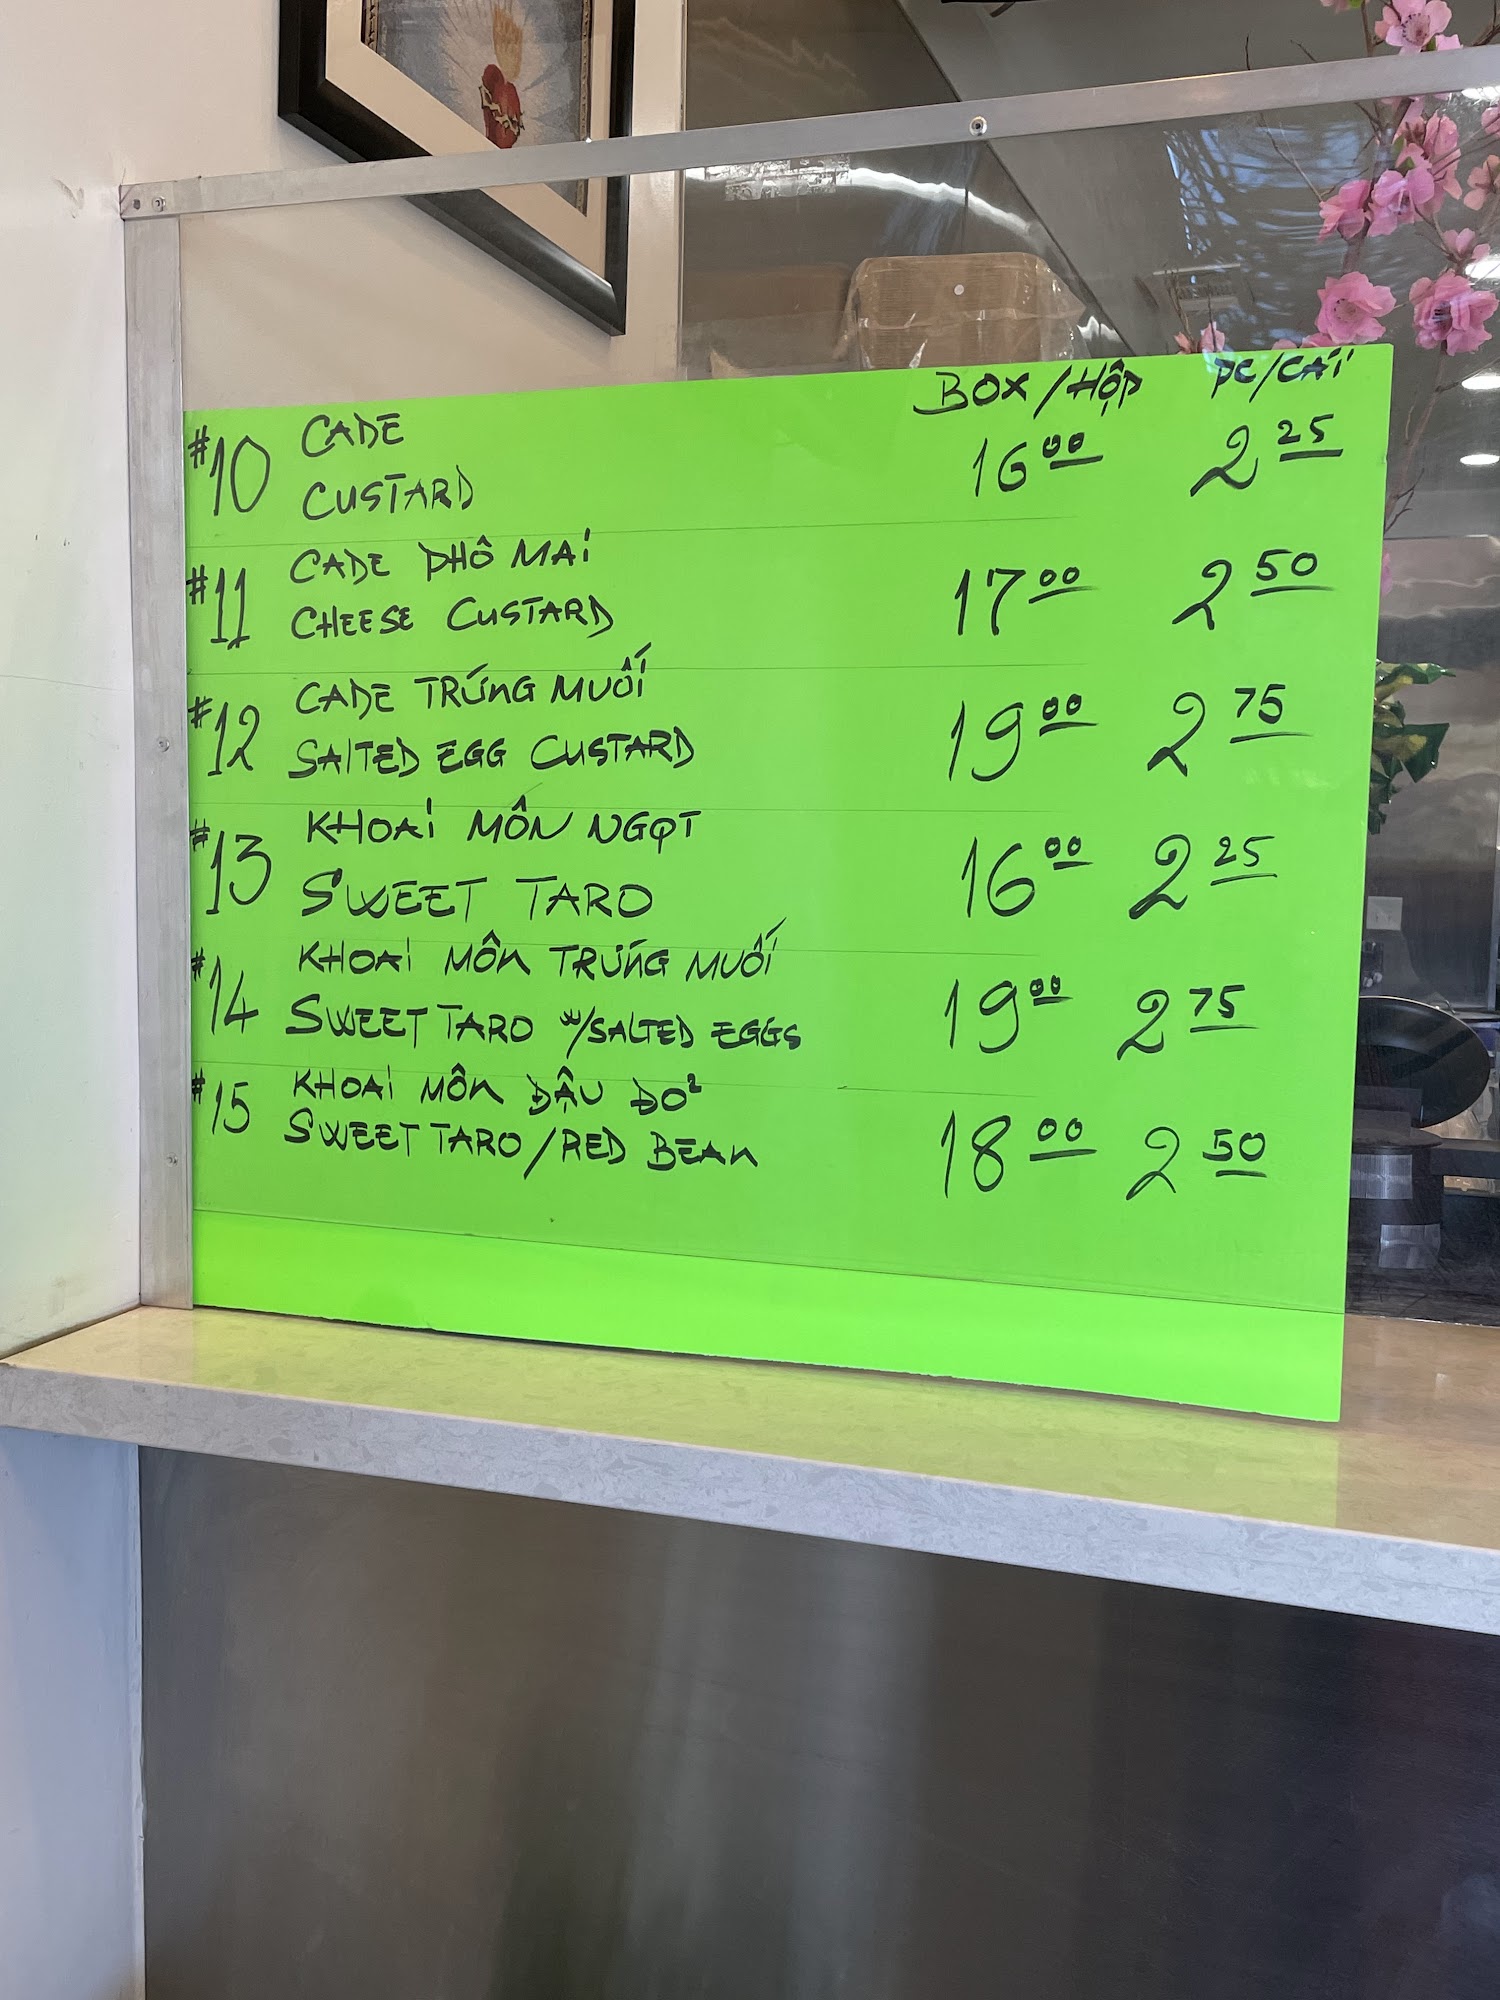 BOX/HỘP PC/CÁI
#10 CADE 16.00 2.25
CUSTARD
#11 CADE PHÔ MAI 17.00 2.50
CHEESE CUSTARD
#12 CADE TRỨNG MUỐI 19.00 2.75
SALTED EGG CUSTARD
#13 KHOAI MÔN NGỌT 16.00 2.25
SWEET TARO
#14 KHOAI MÔN TRỨNG MUỐI 19.00 2.75
SWEET TARO W/SALTED EGGS
#15 KHOAI MÔN ĐẬU ĐO² 18.00 2.50
SWEET TARO/RED BEAN